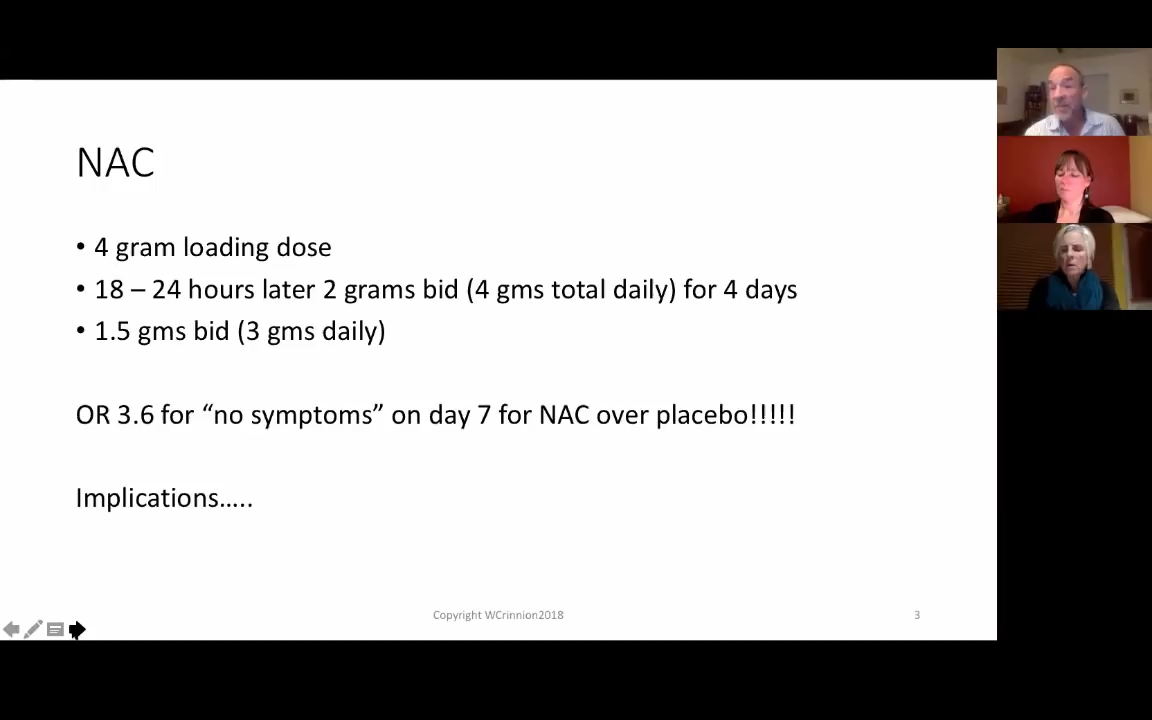 NAC
• 4 gram loading dose
• 18 – 24 hours later 2 grams bid (4 gms total daily) for 4 days
• 1.5 gms bid (3 gms daily)
OR 3.6 for “no symptoms” on day 7 for NAC over placebo!!!!!
Implications…..
Copyright WCrinnion2018
3